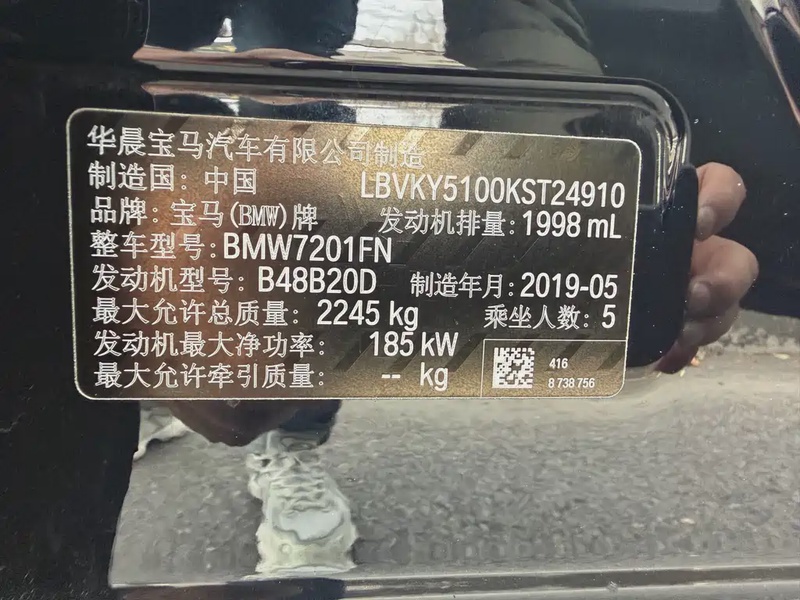 华晨宝马汽车有限公司制造
制造国: 中国 LBVKY5100KST24910
品牌: 宝马(BMW)牌 发动机排量: 1998 mL
整车型号: BMW7201FN
发动机型号: B48B20D 制造年月: 2019-05
最大允许总质量: 2245 kg 乘坐人数: 5
发动机最大净功率: 185 kW
最大允许牵引质量: -- kg
416
8 738 756